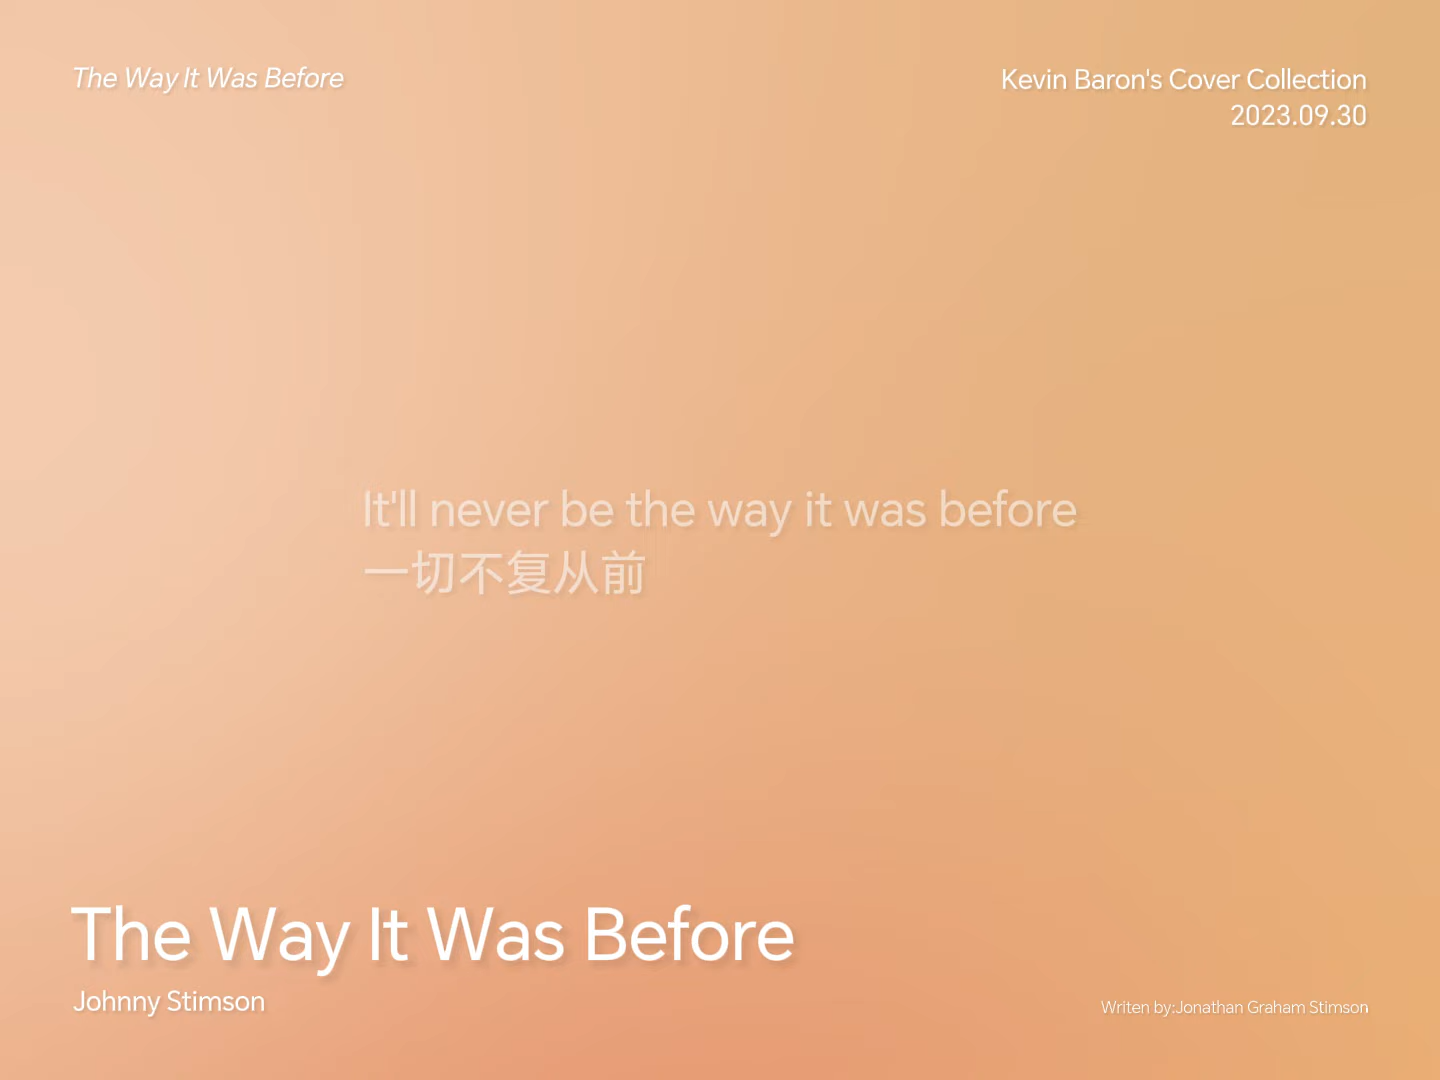 The Way It Was Before
Kevin Baron's Cover Collection
2023.09.30
It'll never be the way it was before
一切不复从前
The Way It Was Before
Johnny Stimson
Writen by:Jonathan Graham Stimson